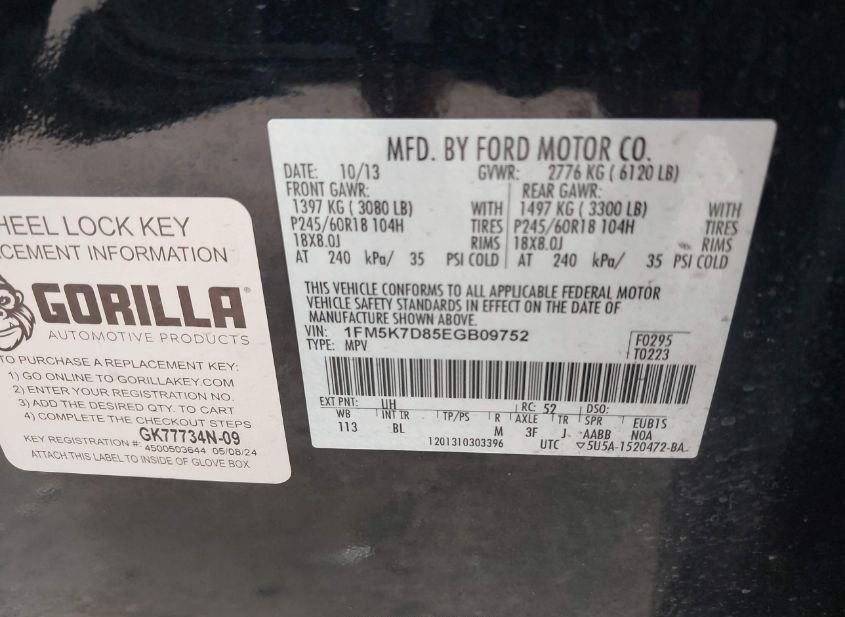 HEEL LOCK KEY
CEMENT INFORMATION
GORILLA
AUTOMOTIVE PRODUCTS
TO PURCHASE A REPLACEMENT KEY:
1) GO ONLINE TO GORILLAKEY.COM
2) ENTER YOUR REGISTRATION NO.
3) ADD THE DESIRED QTY. TO CART
4) COMPLETE THE CHECKOUT STEPS
GK77734N-09
KEY REGISTRATION #: 4500503644 05/08/24
ATTACH THIS LABEL TO INSIDE OF GLOVE BOX
MFD. BY FORD MOTOR CO.
DATE: 10/13 GVWR: 2776 KG ( 6120 LB)
FRONT GAWR: REAR GAWR:
1397 KG ( 3080 LB) WITH 1497 KG ( 3300 LB) WITH
P245/60R18 104H TIRES P245/60R18 104H TIRES
18X8.0J RIMS 18X8.0J RIMS
AT 240 kPa/ 35 PSI COLD AT 240 kPa/ 35 PSI COLD
THIS VEHICLE CONFORMS TO ALL APPLICABLE FEDERAL MOTOR
VEHICLE SAFETY STANDARDS IN EFFECT ON THE DATE OF
MANUFACTURE SHOWN ABOVE.
VIN: 1FM5K7D85EGB09752 F0295
TYPE: MPV T0223
EXT PNT: UH RC: 52 DSO:
WB INT TR TP/PS R AXLE TR SPR EUB1S
113 BL M 3F J AABB N0A
1201310303396 UTC ▽5U5A-1520472-BA